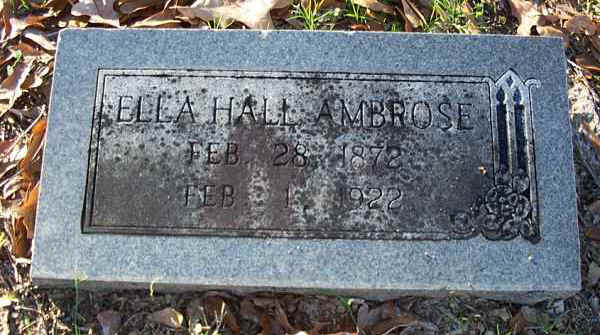 ELLA HALL AMBROSE
FEB. 28, 1872
FEB. 1, 1922